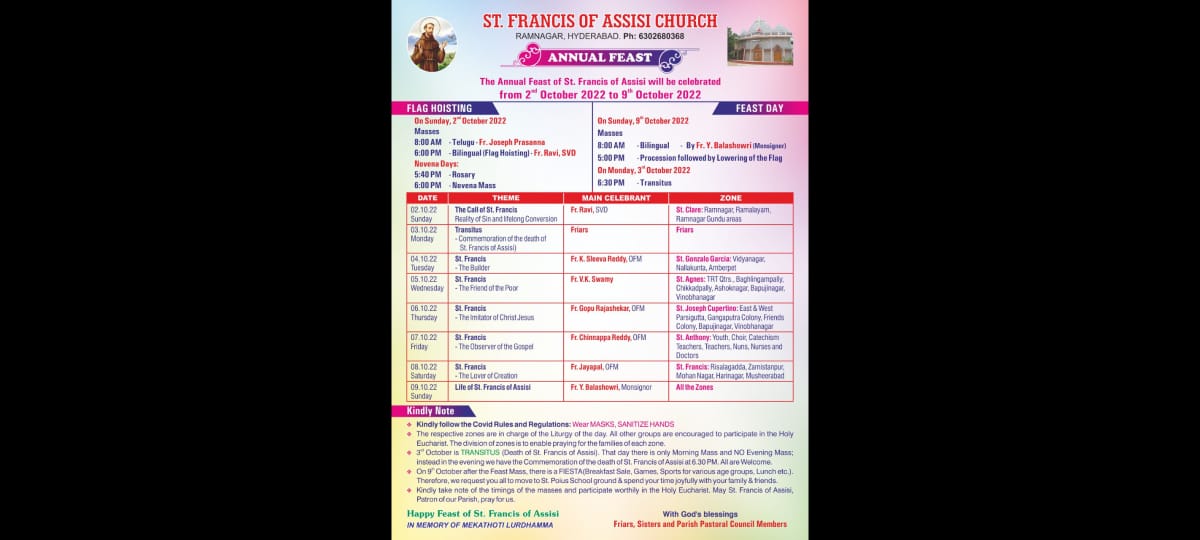 ST. FRANCIS OF ASSISI CHURCH
RAMNAGAR, HYDERABAD. Ph: 6302680368
ANNUAL FEAST
The Annual Feast of St. Francis of Assisi will be celebrated
from 2nd October 2022 to 9th October 2022
FLAG HOISTING
On Sunday, 2nd October 2022
Masses
8:00 AM - Telugu - Fr. Joseph Prasanna
6:00 PM - Bilingual (Flag Hoisting) - Fr. Ravi, SVD
Novena Days:
5:40 PM - Rosary
6:00 PM - Novena Mass
FEAST DAY
On Sunday, 9th October 2022
Masses
8:00 AM - Bilingual - By Fr. Y. Balashowri (Monsigner)
5:00 PM - Procession followed by Lowering of the Flag
On Monday, 3rd October 2022
6:30 PM - Transitus
DATE THEME MAIN CELEBRANT ZONE
02.10.22 The Call of St. Francis Fr. Ravi, SVD St. Clare: Ramnagar, Ramalayam,
Sunday Reality of Sin and lifelong Conversion Ramnagar Gundu areas
03.10.22 Transitus Friars Friars
Monday - Commemoration of the death of
St. Francis of Assisi)
04.10.22 St. Francis Fr. K. Sleeva Reddy, OFM St. Gonzalo Garcia: Vidyanagar,
Tuesday - The Builder Nallakunta, Amberpet
05.10.22 St. Francis Fr. V.K. Swamy St. Agnes: TRT Qtrs., Baghlingampally,
Wednesday - The Friend of the Poor Chikkadpally, Ashoknagar, Bapujinagar,
Vinobhanagar
06.10.22 St. Francis Fr. Gopu Rajashekar, OFM St. Joseph Cupertino: East & West
Thursday - The Imitator of Christ Jesus Parsigutta, Gangaputra Colony, Friends
Colony, Bapujinagar, Vinobhanagar
07.10.22 St. Francis Fr. Chinnappa Reddy, OFM St. Anthony: Youth, Choir, Catechism
Friday - The Observer of the Gospel Teachers, Teachers, Nuns, Nurses and
Doctors
08.10.22 St. Francis Fr. Jayapal, OFM St. Francis: Risalagadda, Zamistanpur,
Saturday - The Lover of Creation Mohan Nagar, Harinagar, Musheerabad
09.10.22 Life of St. Francis of Assisi Fr. Y. Balashowri, Monsignor All the Zones
Sunday
Kindly Note
❖ Kindly follow the Covid Rules and Regulations: Wear MASKS, SANITIZE HANDS
❖ The respective zones are in charge of the Liturgy of the day. All other groups are encouraged to participate in the Holy
Eucharist. The division of zones is to enable praying for the families of each zone.
❖ 3rd October is TRANSITUS (Death of St. Francis of Assisi). That day there is only Morning Mass and NO Evening Mass;
instead in the evening we have the Commemoration of the death of St. Francis of Assisi at 6.30 PM. All are Welcome.
❖ On 9th October after the Feast Mass, there is a FIESTA(Breakfast Sale, Games, Sports for various age groups, Lunch etc.).
Therefore, we request you all to move to St. Poius School ground & spend your time joyfully with your family & friends.
❖ Kindly take note of the timings of the masses and participate worthily in the Holy Eucharist. May St. Francis of Assisi,
Patron of our Parish, pray for us.
Happy Feast of St. Francis of Assisi
IN MEMORY OF MEKATHOTI LURDHAMMA
With God's blessings
Friars, Sisters and Parish Pastoral Council Members